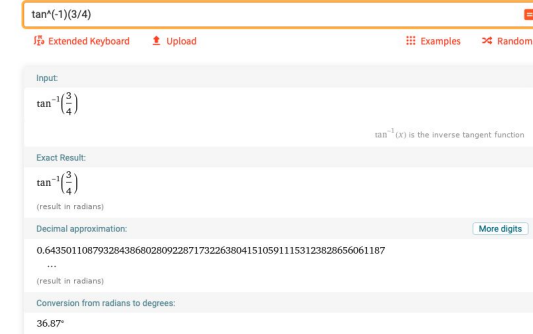 tan^(-1)(3/4)
Extended Keyboard Upload Examples Random
Input:
tan⁻¹(3/4)
tan⁻¹(x) is the inverse tangent function
Exact Result:
tan⁻¹(3/4)
(result in radians)
Decimal approximation:
More digits
0.6435011087932843868028092287173226380415105911153123828656061187
...
(result in radians)
Conversion from radians to degrees:
36.87°